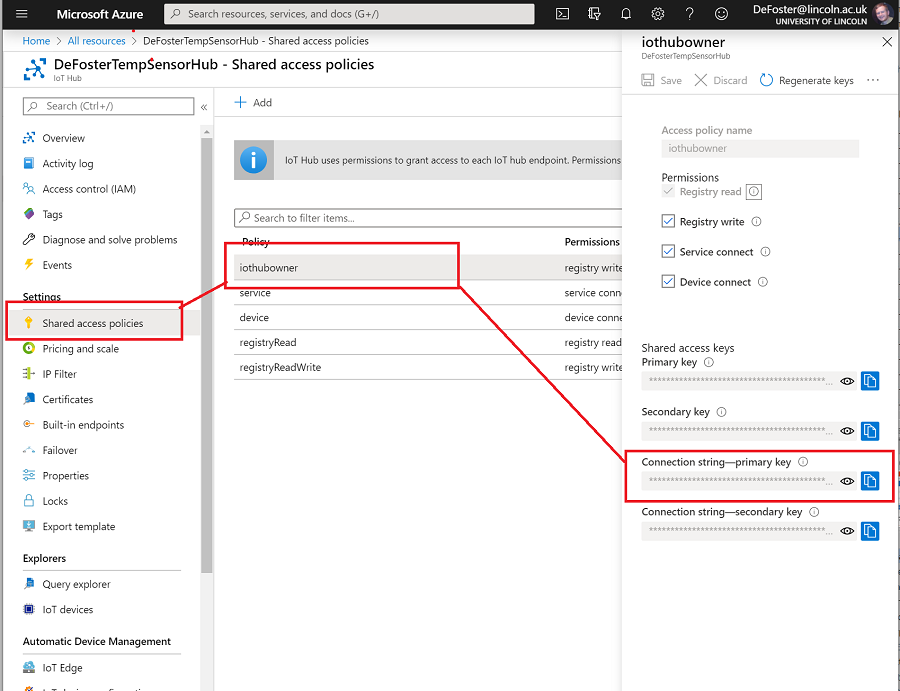 Microsoft Azure
Search resources, services, and docs (G+/)
DeFoster@lincoln.ac.uk
UNIVERSITY OF LINCOLN
Home > All resources > DeFosterTempSensorHub - Shared access policies
DeFosterTempSensorHub - Shared access policies
IoT Hub
Search (Ctrl+/)
Overview
Activity log
Access control (IAM)
Tags
Diagnose and solve problems
Events
Settings
Shared access policies
Pricing and scale
IP Filter
Certificates
Built-in endpoints
Failover
Properties
Locks
Export template
Explorers
Query explorer
IoT devices
Automatic Device Management
IoT Edge
Add
IoT Hub uses permissions to grant access to each IoT hub endpoint. Permissions
Search to filter items...
Policy Permissions
iothubowner registry write
service service conn
device device conne
registryRead registry read
registryReadWrite registry write
iothubowner
DeFosterTempSensorHub
Save Discard Regenerate keys ...
Access policy name
iothubowner
Permissions
Registry read
Registry write
Service connect
Device connect
Shared access keys
Primary key
**************************************...
Secondary key
**************************************...
Connection string—primary key
**************************************...
Connection string—secondary key
**************************************...